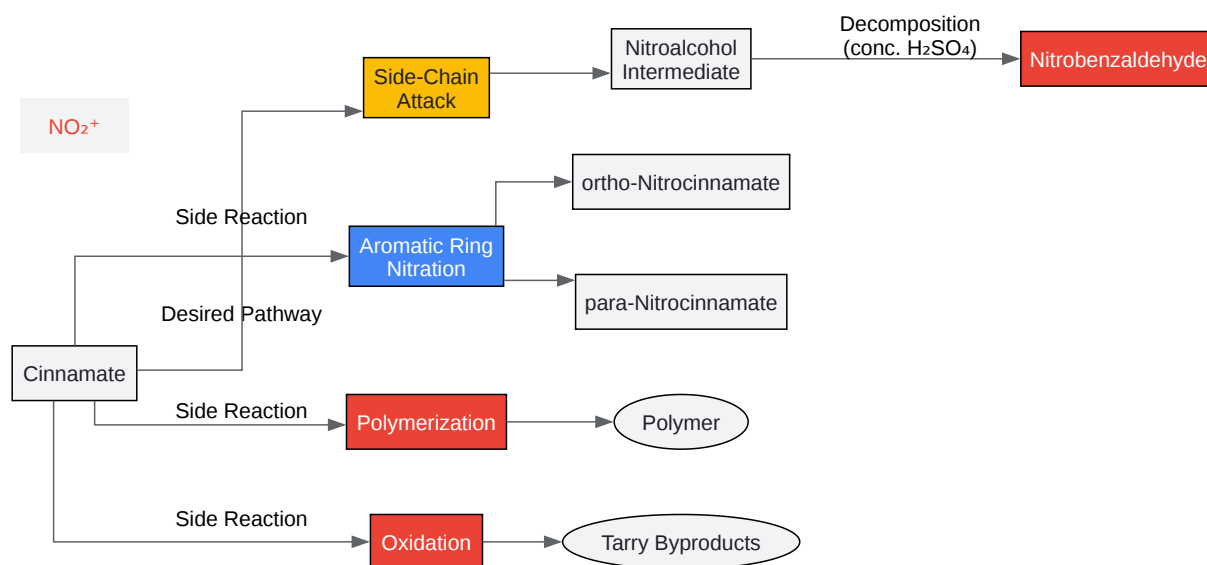 Decomposition
(conc. H₂SO₄)
Nitroalcohol
Intermediate
Nitrobenzaldehyde
Side-Chain
Attack
NO₂⁺
ortho-Nitrocinnamate
Side Reaction
Aromatic Ring
Nitration
para-Nitrocinnamate
Desired Pathway
Cinnamate
Side Reaction
Polymerization
Polymer
Side Reaction
Oxidation
Tarry Byproducts